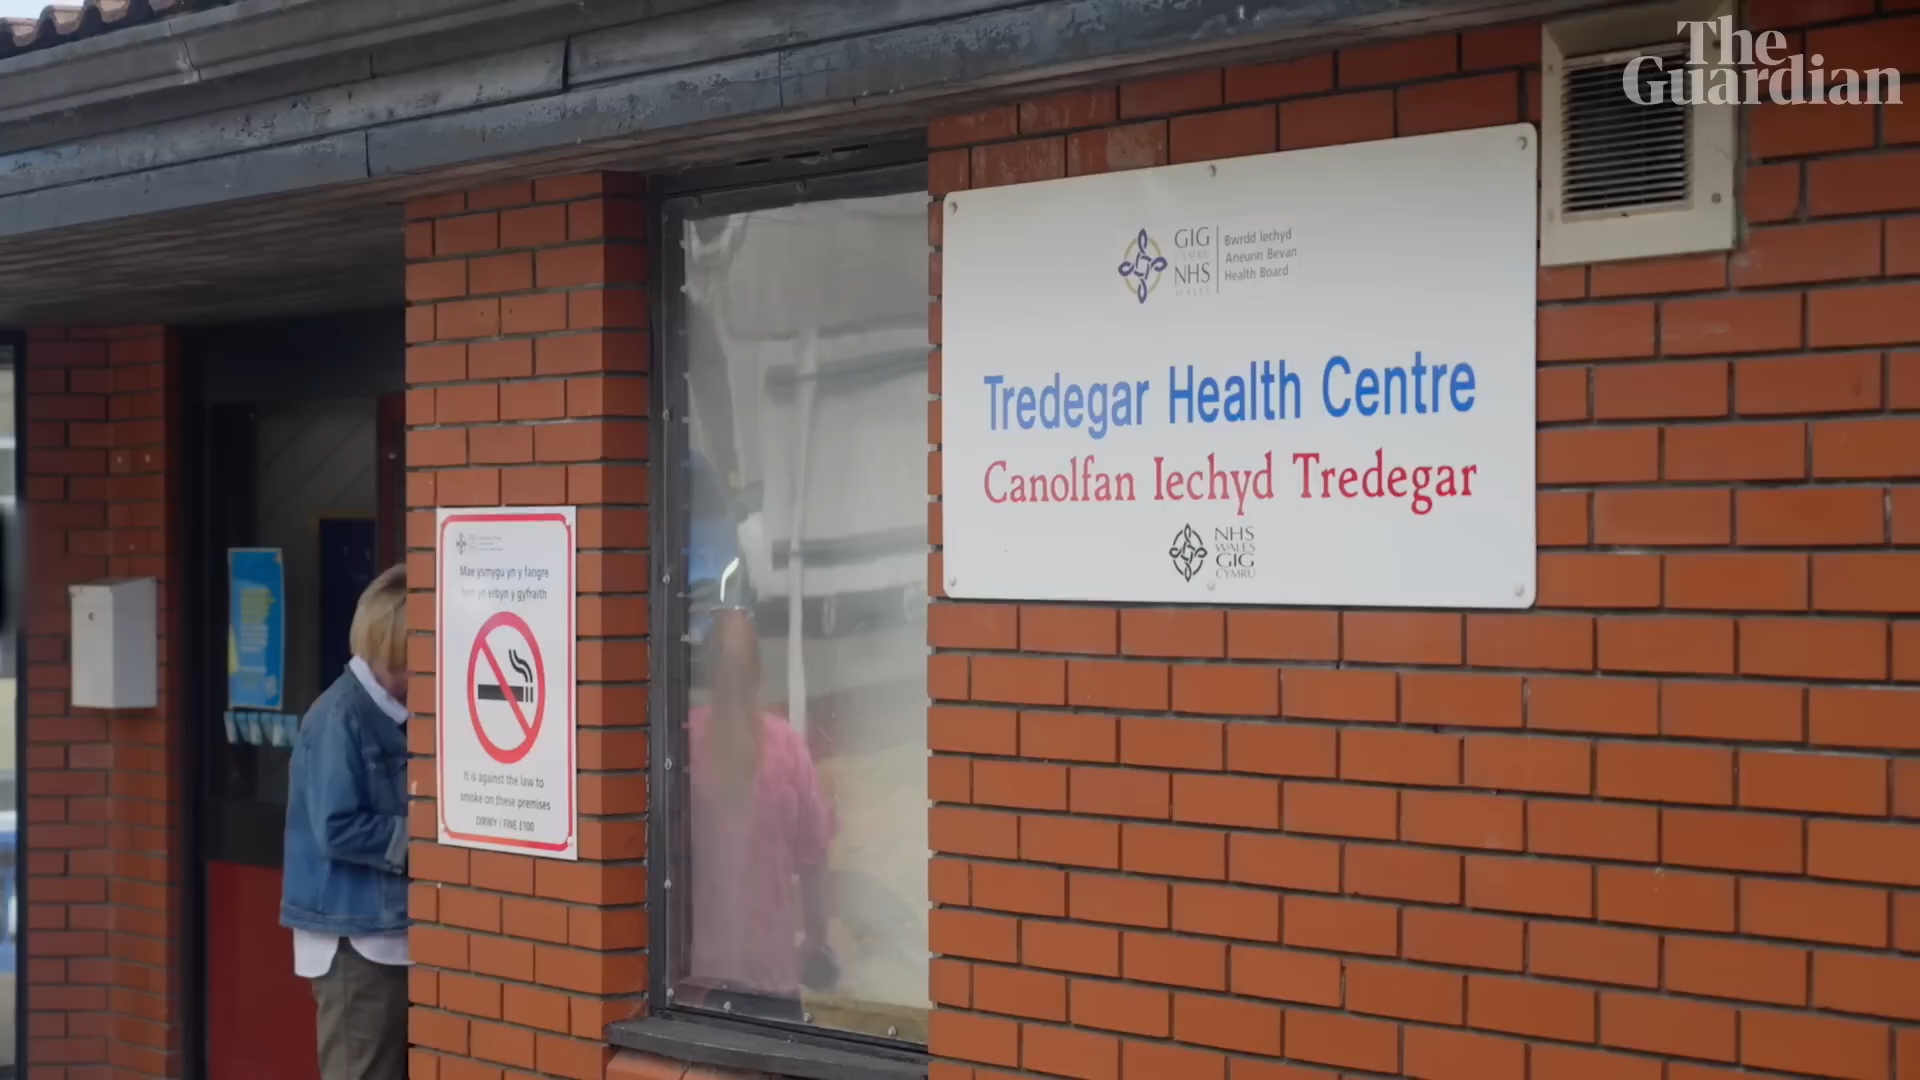 The
Guardian
GIG
CYMRU
NHS
WALES
Bwrdd Iechyd
Aneurin Bevan
Health Board
Tredegar Health Centre
Canolfan Iechyd Tredegar
NHS
WALES
GIG
CYMRU
Mae ysmygu yn y fangre
hon yn erbyn y gyfraith
It is against the law to
smoke on these premises
DIRWY / FINE £100